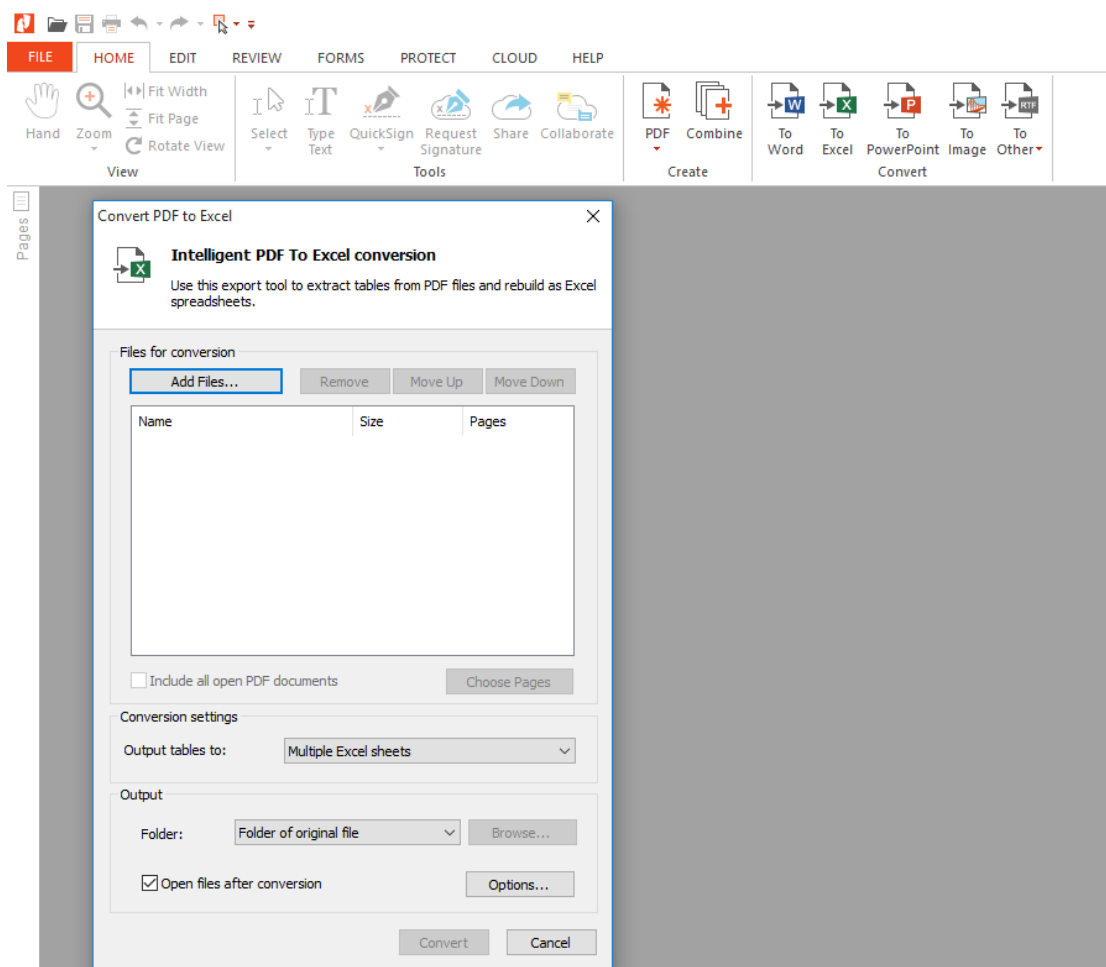 FILE HOME EDIT REVIEW FORMS PROTECT CLOUD HELP
Fit Width
Fit Page
Rotate View
Hand Zoom
View
Select Type Text QuickSign Request Signature Share Collaborate
Tools
PDF Combine
Create
W X P RTF
To Word To Excel To PowerPoint To Image To Other
Convert
Pages
Convert PDF to Excel
X
Intelligent PDF To Excel conversion
Use this export tool to extract tables from PDF files and rebuild as Excel
spreadsheets.
Files for conversion
Add Files... Remove Move Up Move Down
Name Size Pages
Include all open PDF documents Choose Pages
Conversion settings
Output tables to: Multiple Excel sheets
Output
Folder: Folder of original file Browse...
Open files after conversion Options...
Convert Cancel